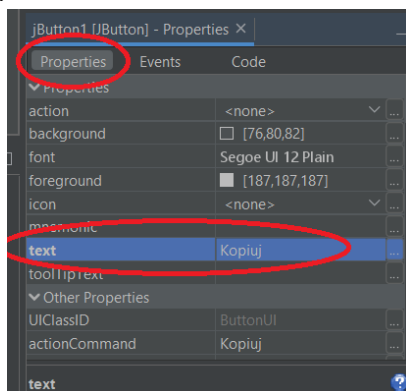 jButton1 [JButton] - Properties ×
Properties Events Code
Properties
action <none> ...
background [76,80,82] ...
font Segoe UI 12 Plain ...
foreground [187,187,187] ...
icon <none> ...
mnemonic ...
text Kopiuj ...
toolTipText ...
Other Properties
UIClassID ButtonUI ...
actionCommand Kopiuj ...
text ?